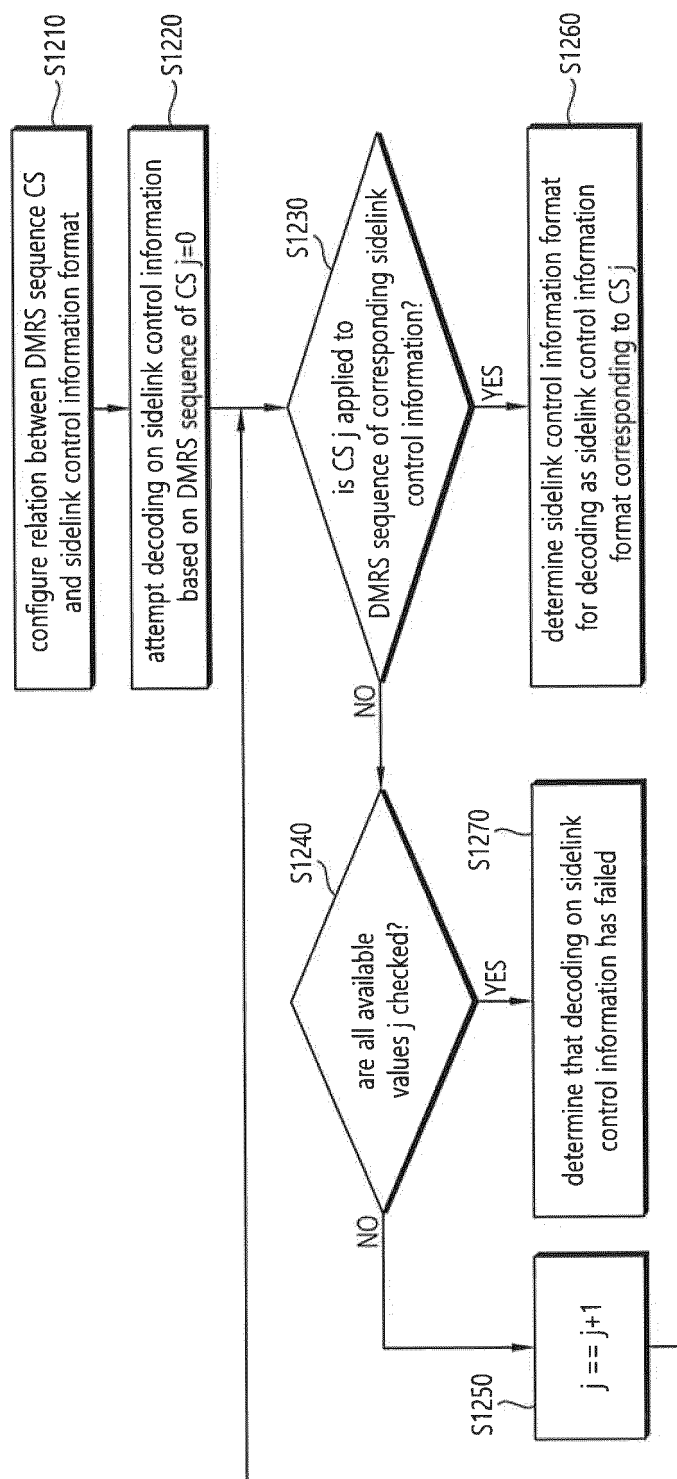 configure relation between DMRS sequence CS
and sidelink control information format
S1210
attempt decoding on sidelink control information
based on DMRS sequence of CS j=0
S1220
S1230
is CS j applied to
DMRS sequence of corresponding sidelink
control information?
NO
YES
S1240
are all available
values j checked?
NO
YES
S1250
j == j+1
S1270
determine that decoding on sidelink
control information has failed
S1260
determine sidelink control information format
for decoding as sidelink control information
format corresponding to CS j